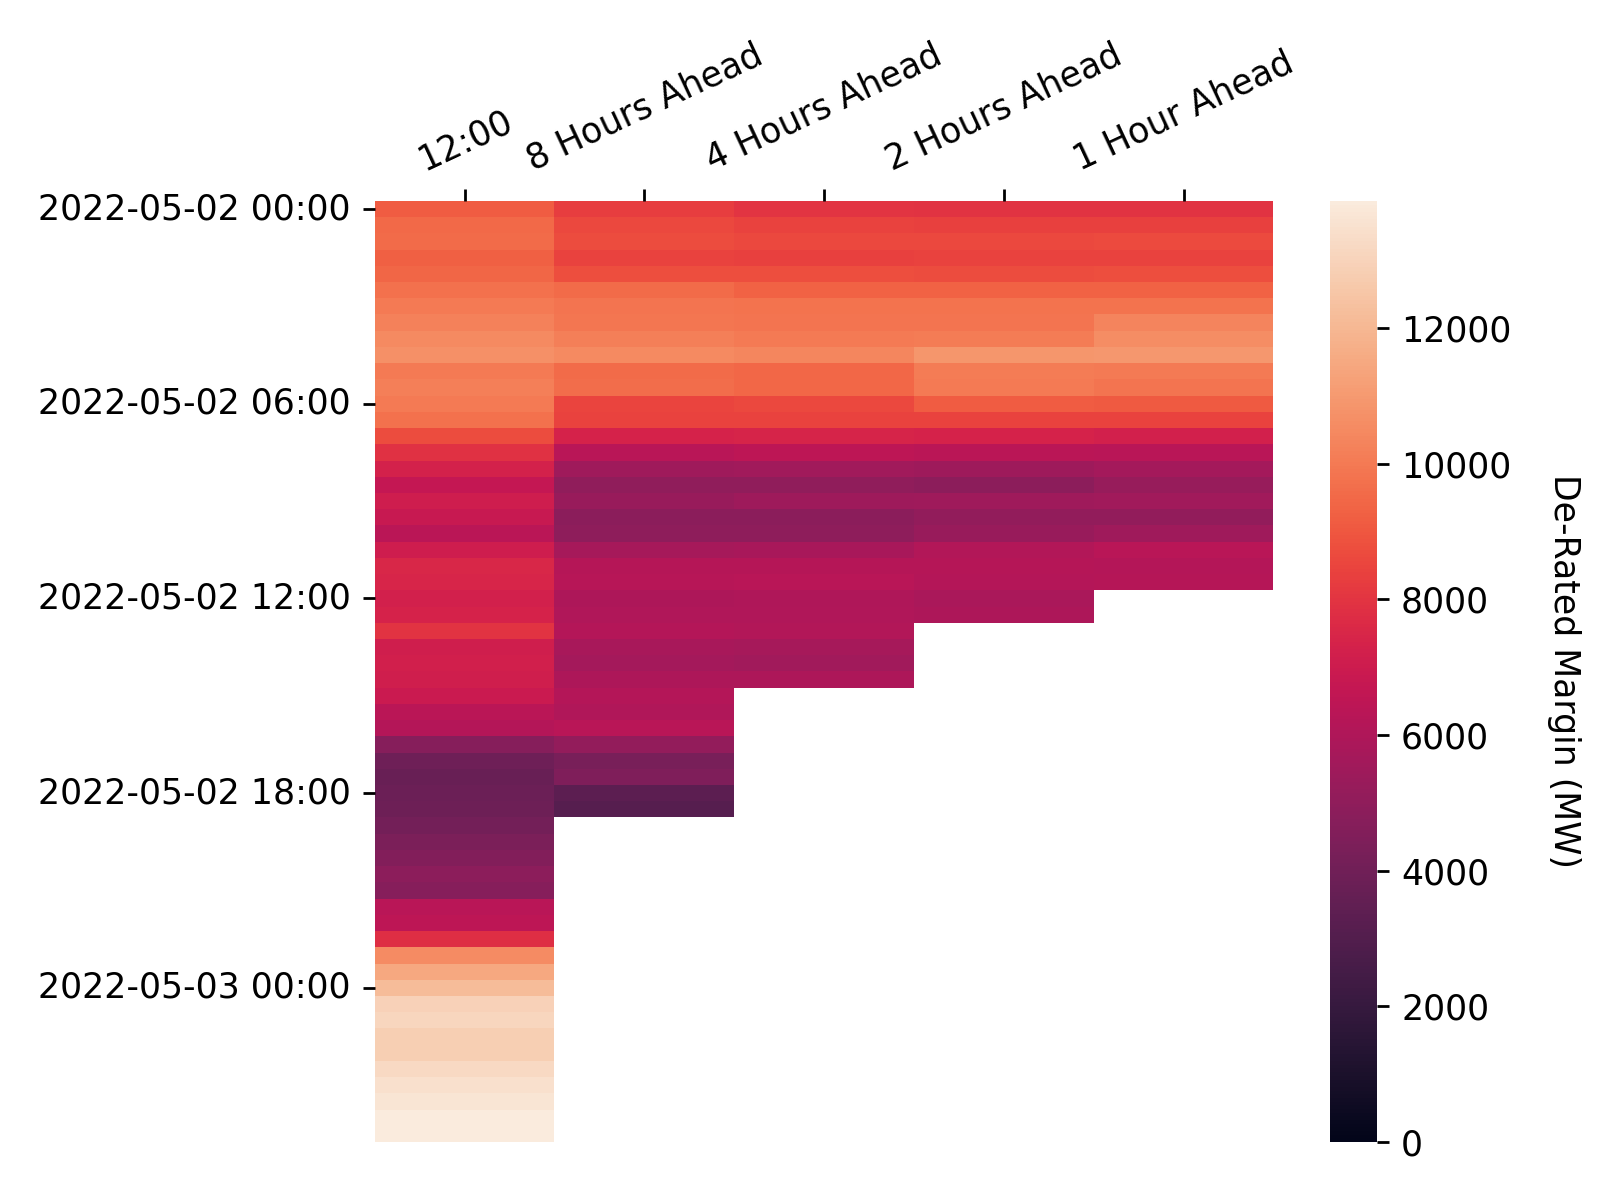 12:00
8 Hours Ahead
4 Hours Ahead
2 Hours Ahead
1 Hour Ahead
2022-05-02 00:00
2022-05-02 06:00
2022-05-02 12:00
2022-05-02 18:00
2022-05-03 00:00
12000
10000
8000
6000
4000
2000
0
De-Rated Margin (MW)